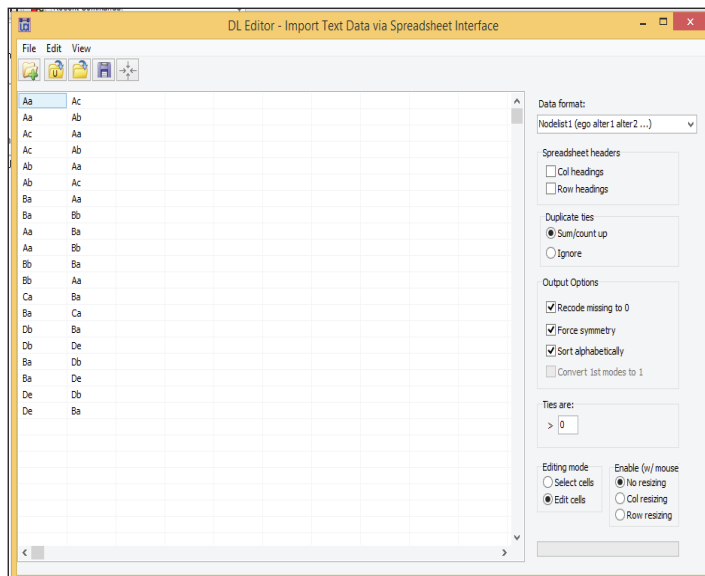 DL Editor - Import Text Data via Spreadsheet Interface
File Edit View
Aa Ac
Aa Ab
Ac Aa
Ac Ab
Ab Aa
Ab Ac
Ba Aa
Ba Bb
Aa Ba
Aa Bb
Bb Ba
Bb Aa
Ca Ba
Ba Ca
Db Ba
Db De
Ba Db
Ba De
De Db
De Ba
Data format:
Nodelist1 (ego alter1 alter2 ...)
Spreadsheet headers
Col headings
Row headings
Duplicate ties
Sum/count up
Ignore
Output Options
Recode missing to 0
Force symmetry
Sort alphabetically
Convert 1st modes to 1
Ties are:
> 0
Editing mode
Select cells
Edit cells
Enable (w/ mouse
No resizing
Col resizing
Row resizing